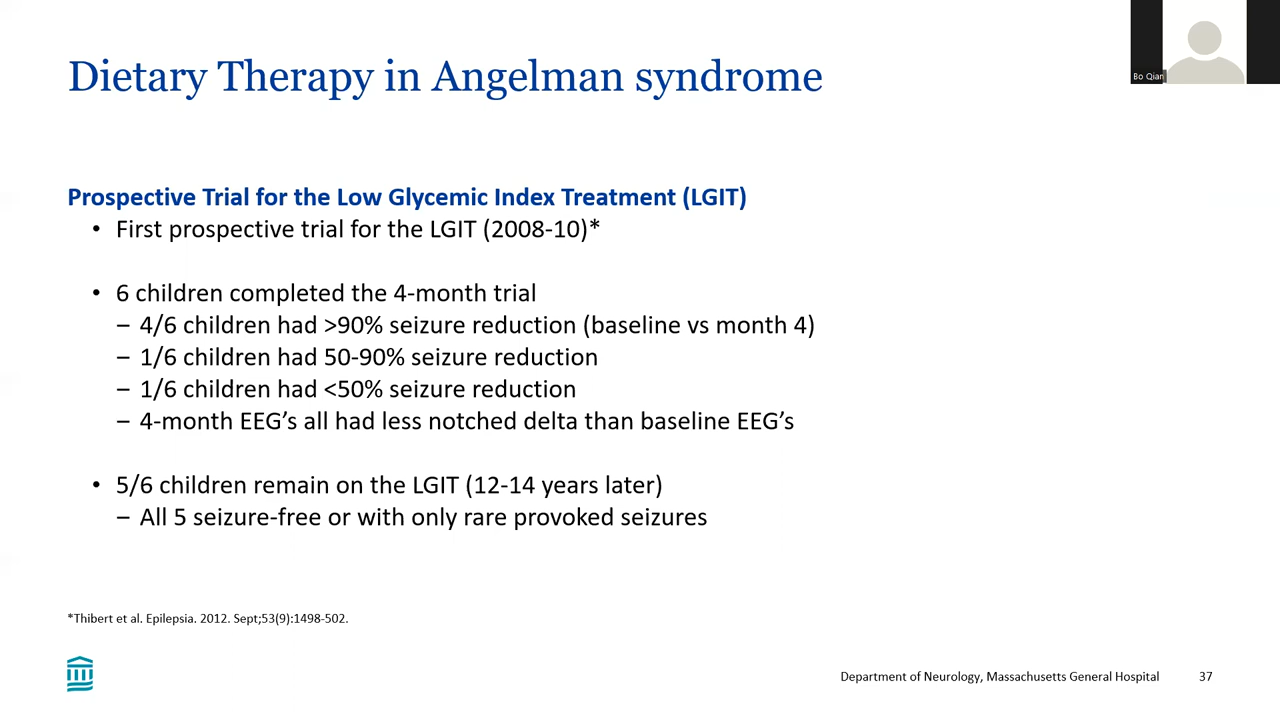 Dietary Therapy in Angelman syndrome
Bo Qian
Prospective Trial for the Low Glycemic Index Treatment (LGIT)
• First prospective trial for the LGIT (2008-10)*
• 6 children completed the 4-month trial
– 4/6 children had >90% seizure reduction (baseline vs month 4)
– 1/6 children had 50-90% seizure reduction
– 1/6 children had <50% seizure reduction
– 4-month EEG’s all had less notched delta than baseline EEG’s
• 5/6 children remain on the LGIT (12-14 years later)
– All 5 seizure-free or with only rare provoked seizures
*Thibert et al. Epilepsia. 2012. Sept;53(9):1498-502.
Department of Neurology, Massachusetts General Hospital 37